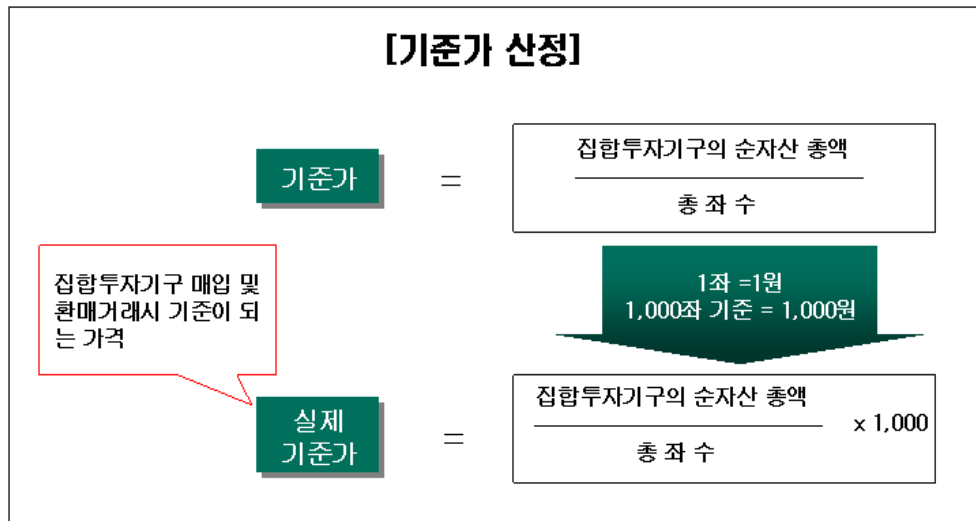 [기준가 산정]
기준가
=
집합투자기구의 순자산 총액
총 좌 수
집합투자기구 매입 및
환매거래시 기준이 되
는 가격
1좌 =1원
1,000좌 기준 = 1,000원
실제
기준가
=
집합투자기구의 순자산 총액
총 좌 수
x 1,000